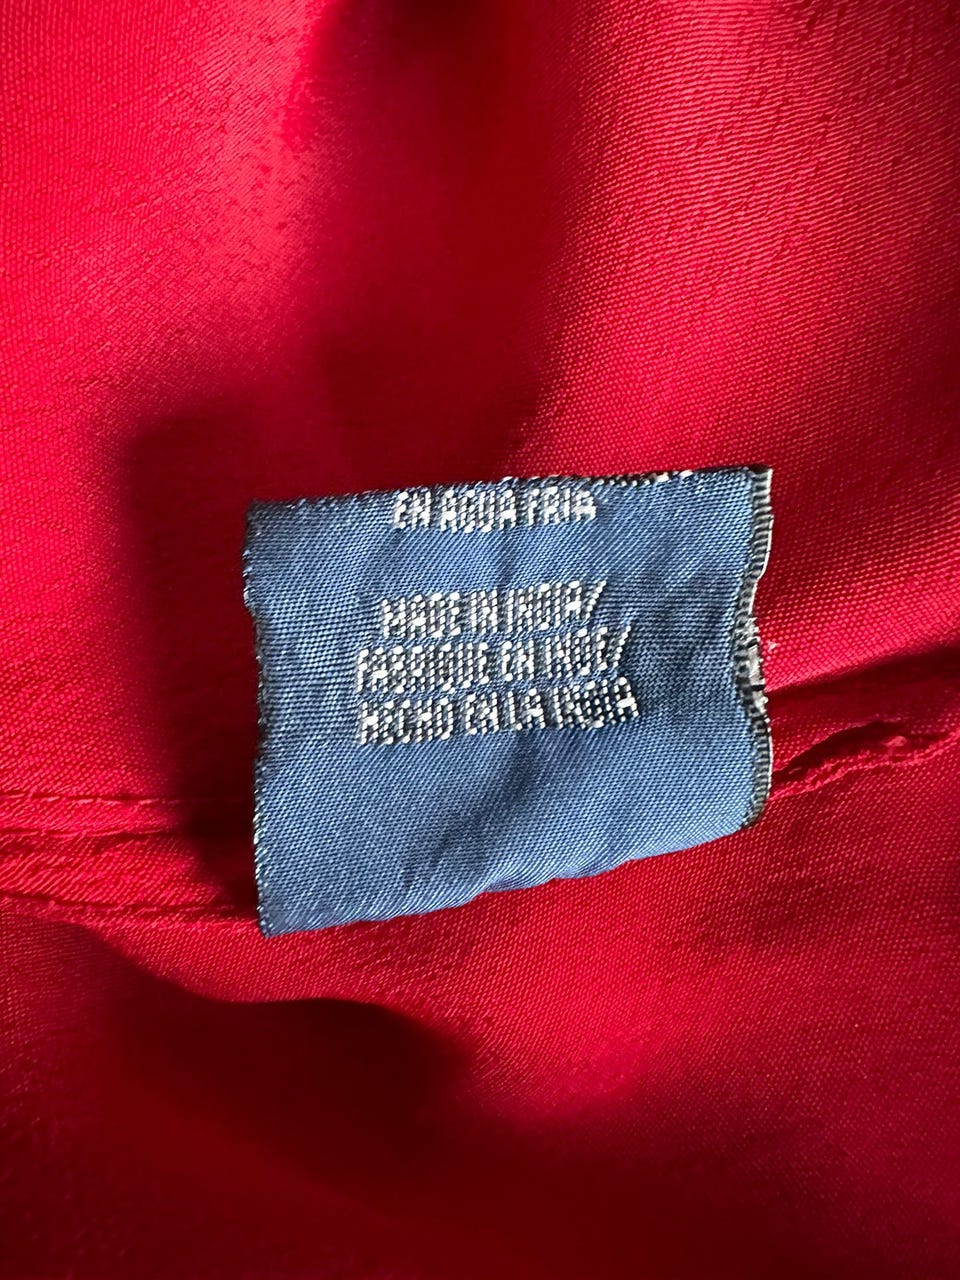 EN AGUA FRIA
MADE IN INDIA/
FABRIQUE EN INDE/
HECHO EN LA INDIA